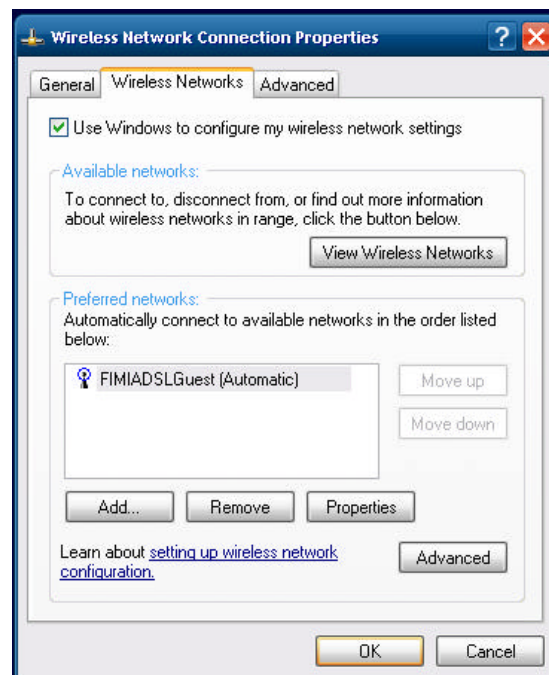 Wireless Network Connection Properties
General Wireless Networks Advanced
Use Windows to configure my wireless network settings
Available networks:
To connect to, disconnect from, or find out more information
about wireless networks in range, click the button below.
View Wireless Networks
Preferred networks:
Automatically connect to available networks in the order listed
below:
FIMIADSLGuest (Automatic)
Move up
Move down
Add... Remove Properties
Learn about setting up wireless network
configuration.
Advanced
OK Cancel